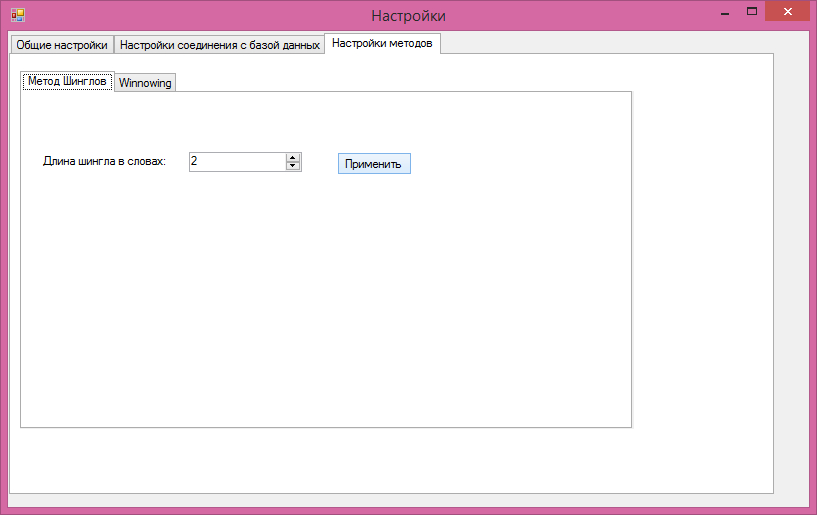 Настройки
Общие настройки Настройки соединения с базой данных Настройки методов
Метод Шинглов Winnowing
Длина шингла в словах: 2 Применить